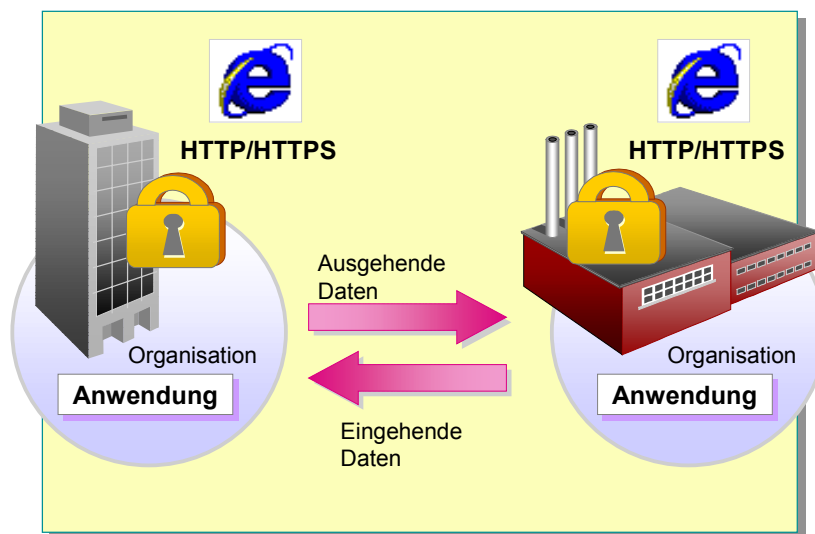 HTTP/HTTPS
HTTP/HTTPS
Ausgehende
Daten
Organisation
Anwendung
Organisation
Anwendung
Eingehende
Daten